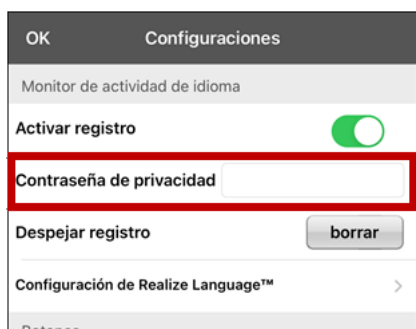 OK Configuraciones
Monitor de actividad de idioma
Activar registro
Contraseña de privacidad
Despejar registro borrar
Configuración de Realize Language™